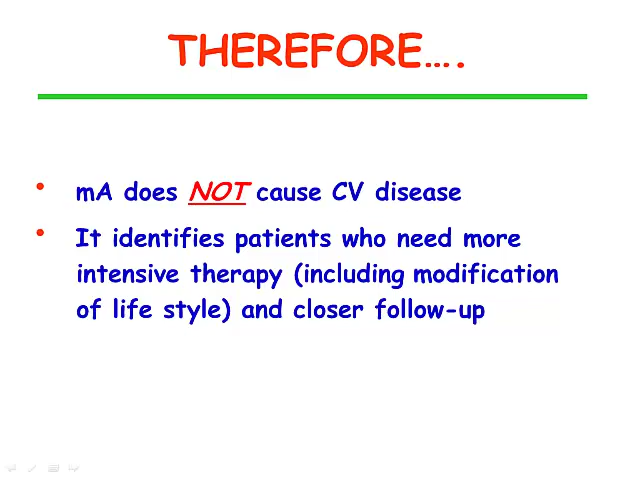 THEREFORE….
• mA does NOT cause CV disease
• It identifies patients who need more
intensive therapy (including modification
of life style) and closer follow-up